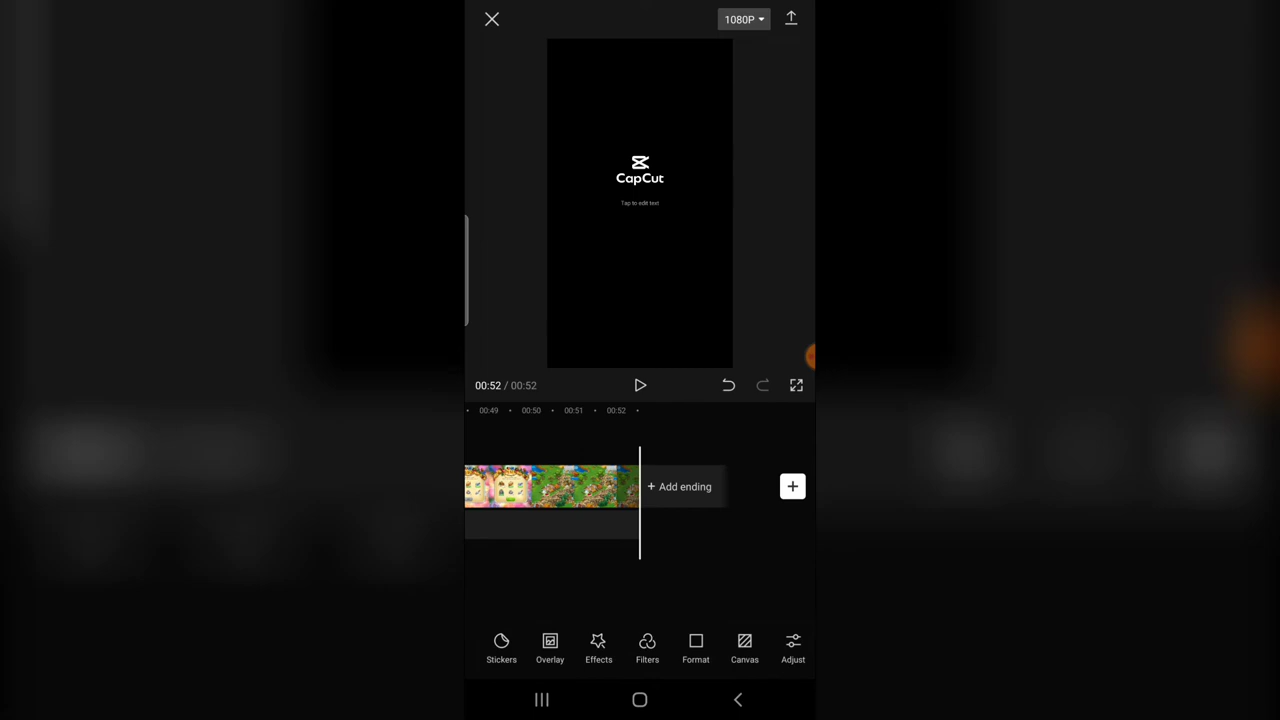 1080P
CapCut
Tap to edit text
00:52 / 00:52
00:49 00:50 00:51 00:52
+ Add ending
Stickers Overlay Effects Filters Format Canvas Adjust